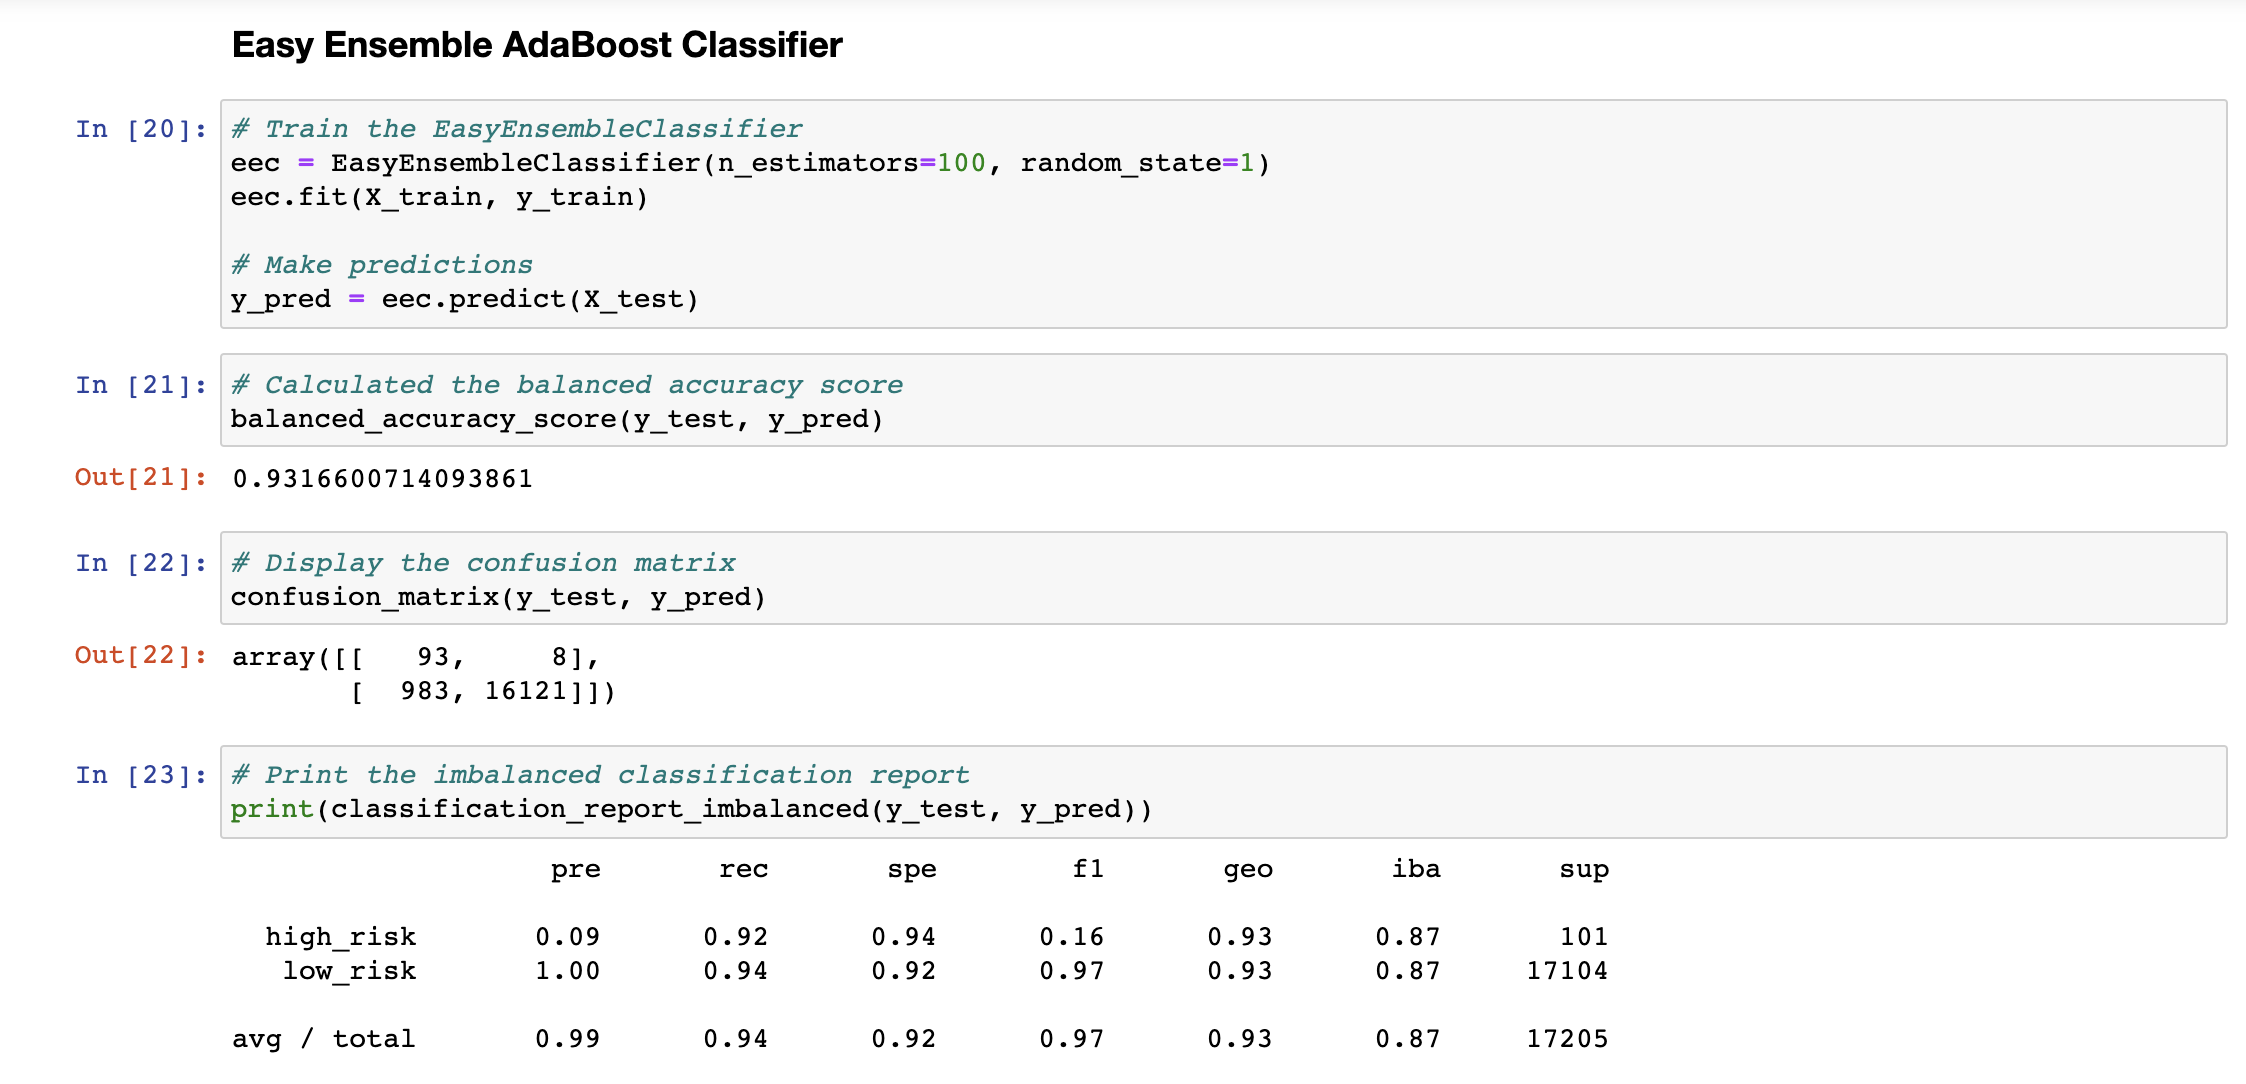 Easy Ensemble AdaBoost Classifier
In [20]: # Train the EasyEnsembleClassifier
eec = EasyEnsembleClassifier(n_estimators=100, random_state=1)
eec.fit(X_train, y_train)
# Make predictions
y_pred = eec.predict(X_test)
In [21]: # Calculated the balanced accuracy score
balanced_accuracy_score(y_test, y_pred)
Out[21]: 0.9316600714093861
In [22]: # Display the confusion matrix
confusion_matrix(y_test, y_pred)
Out[22]: array([[   93,     8],
       [  983, 16121]])
In [23]: # Print the imbalanced classification report
print(classification_report_imbalanced(y_test, y_pred))
pre rec spe f1 geo iba sup
high_risk 0.09 0.92 0.94 0.16 0.93 0.87 101
low_risk 1.00 0.94 0.92 0.97 0.93 0.87 17104
avg / total 0.99 0.94 0.92 0.97 0.93 0.87 17205